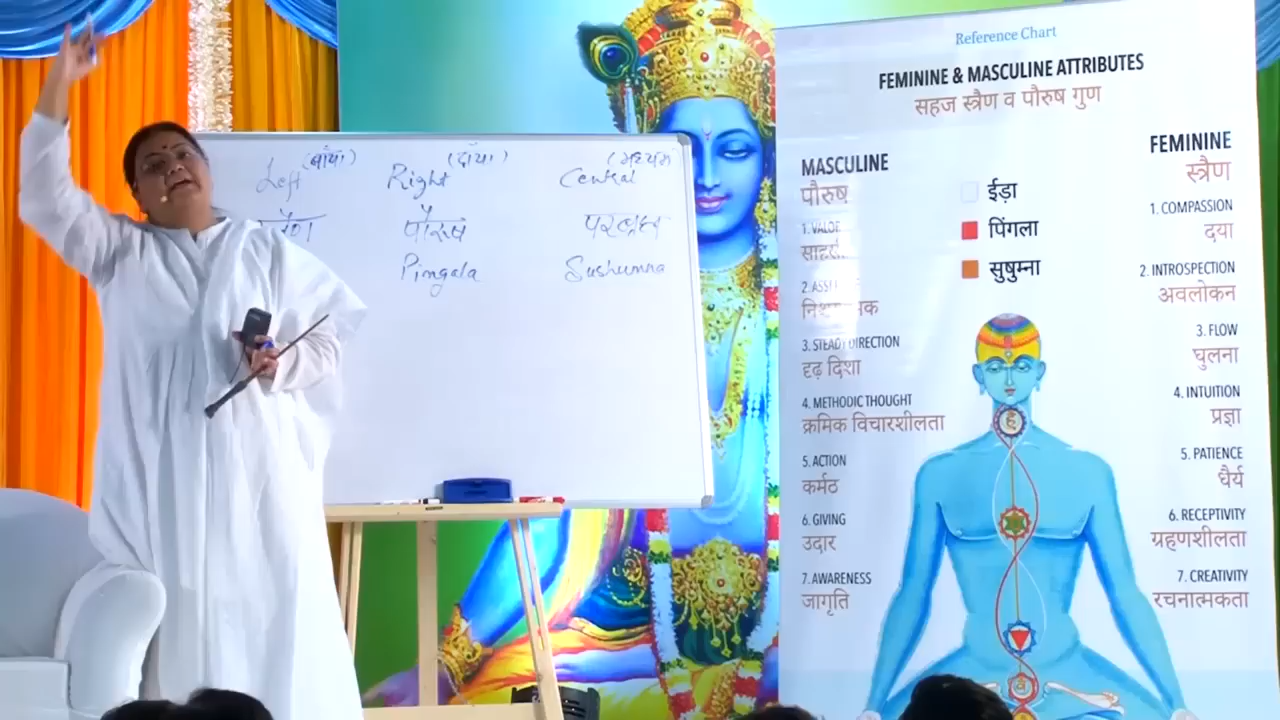 (बाँया) (दाँया) (मध्यम)
Left Right Central
पौरुष परब्रह्म
Pingala Sushumna
Reference Chart
FEMININE & MASCULINE ATTRIBUTES
सहज स्त्रैण व पौरुष गुण
MASCULINE
पौरुष
1. VALOR
2.
3. STEADY DIRECTION
दृढ़ दिशा
4. METHODIC THOUGHT
क्रमिक विचारशीलता
5. ACTION
कर्मठ
6. GIVING
उदार
7. AWARENESS
जागृति
ईड़ा
पिंगला
सुषुम्ना
FEMININE
स्त्रैण
1. COMPASSION
दया
2. INTROSPECTION
अवलोकन
3. FLOW
घुलना
4. INTUITION
प्रज्ञा
5. PATIENCE
धैर्य
6. RECEPTIVITY
ग्रहणशीलता
7. CREATIVITY
रचनात्मकता